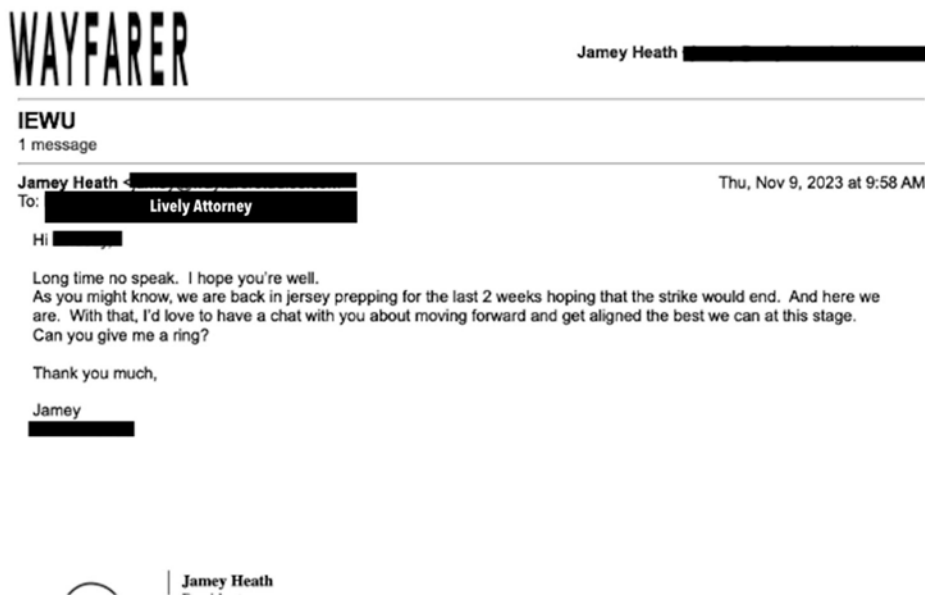 WAYFARER
Jamey Heath
IEWU
1 message
Jamey Heath <
Thu, Nov 9, 2023 at 9:58 AM
To:
Lively Attorney
Hi
Long time no speak. I hope you're well.
As you might know, we are back in jersey prepping for the last 2 weeks hoping that the strike would end. And here we
are. With that, I'd love to have a chat with you about moving forward and get aligned the best we can at this stage.
Can you give me a ring?
Thank you much,
Jamey
Jamey Heath